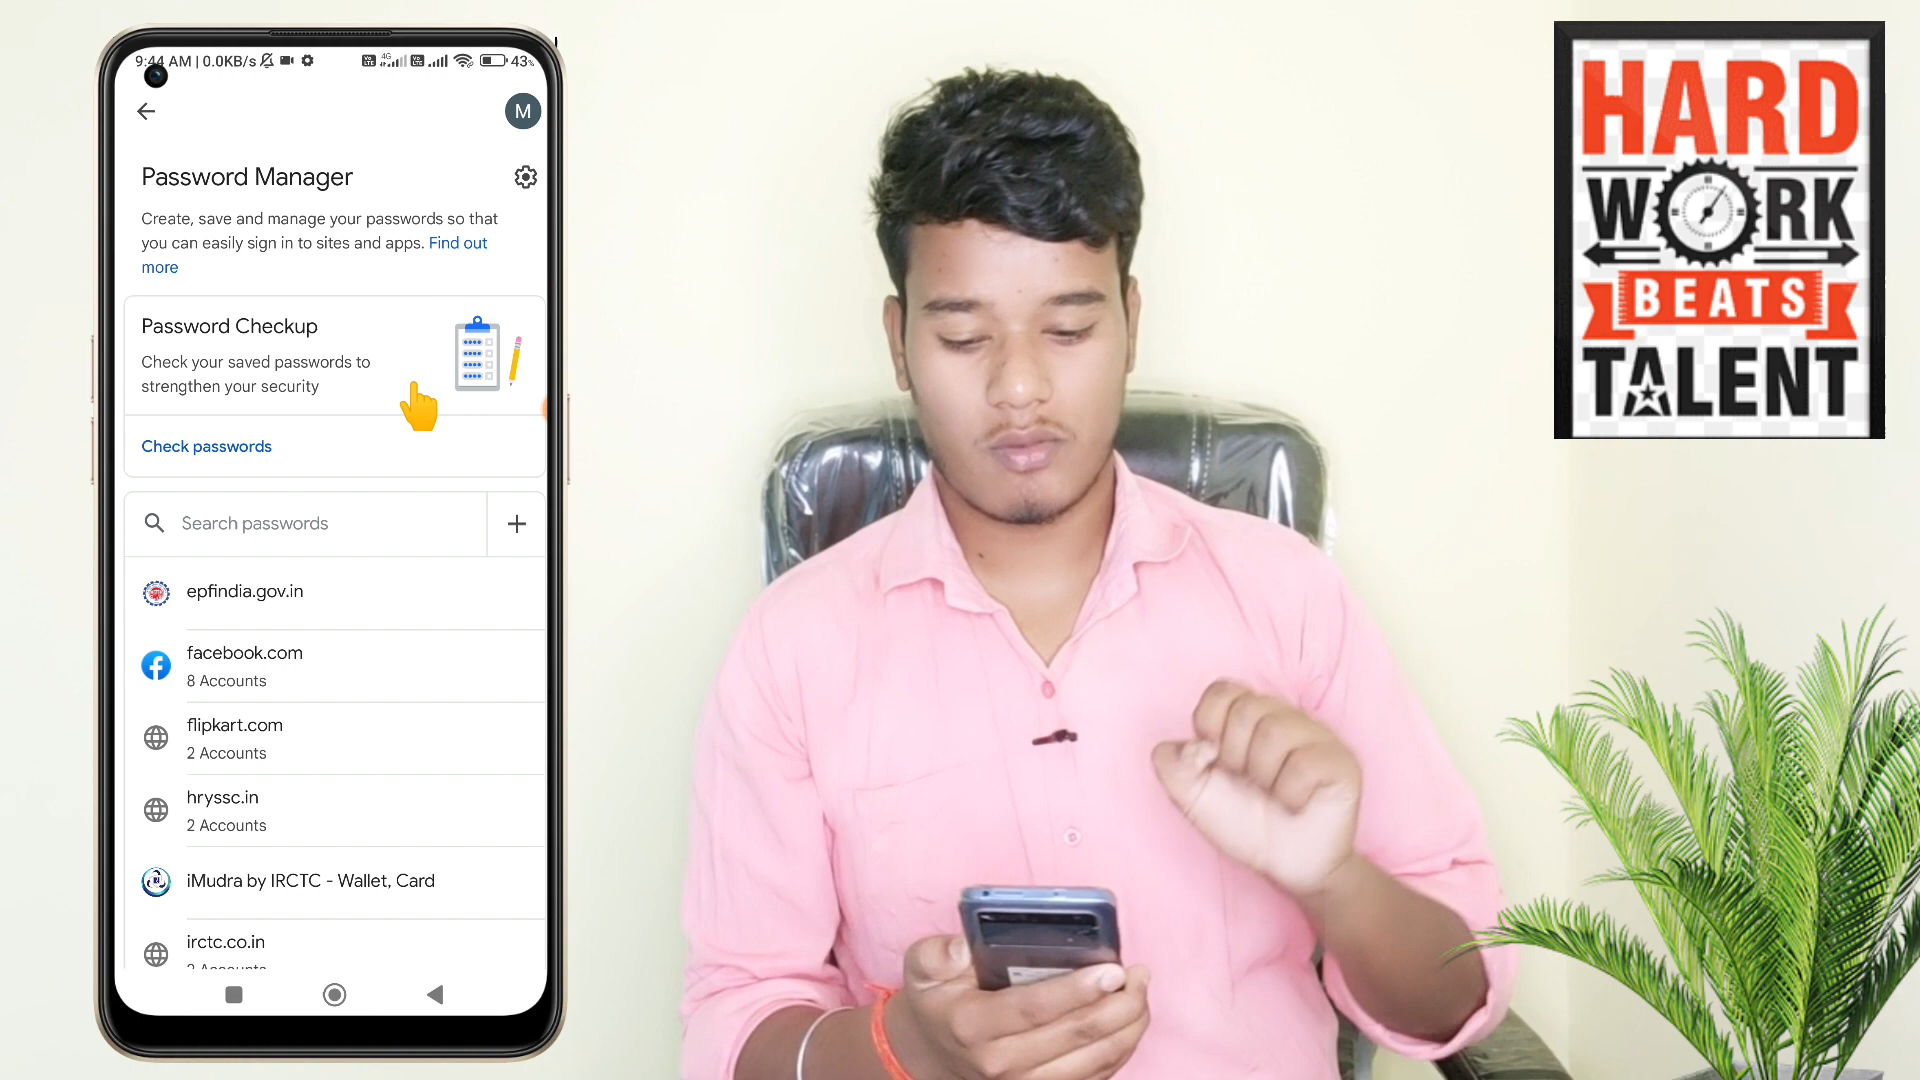 9:44 AM | 0.0KB/s
4G
43%
M
Password Manager
Create, save and manage your passwords so that
you can easily sign in to sites and apps. Find out
more
Password Checkup
Check your saved passwords to
strengthen your security
Check passwords
Search passwords
epfindia.gov.in
facebook.com
8 Accounts
flipkart.com
2 Accounts
hryssc.in
2 Accounts
iMudra by IRCTC - Wallet, Card
irctc.co.in
2 Accounts
HARD
WORK
BEATS
TALENT